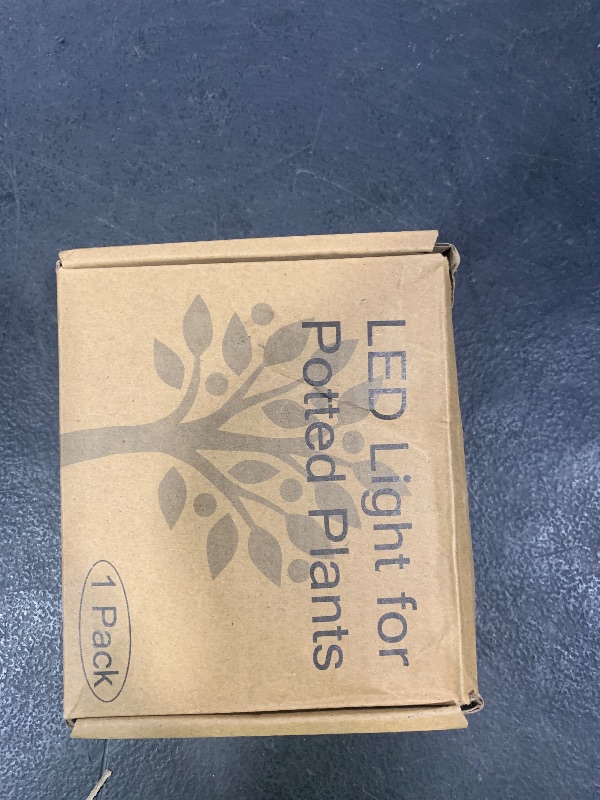 LED Light for
Potted Plants
1 Pack